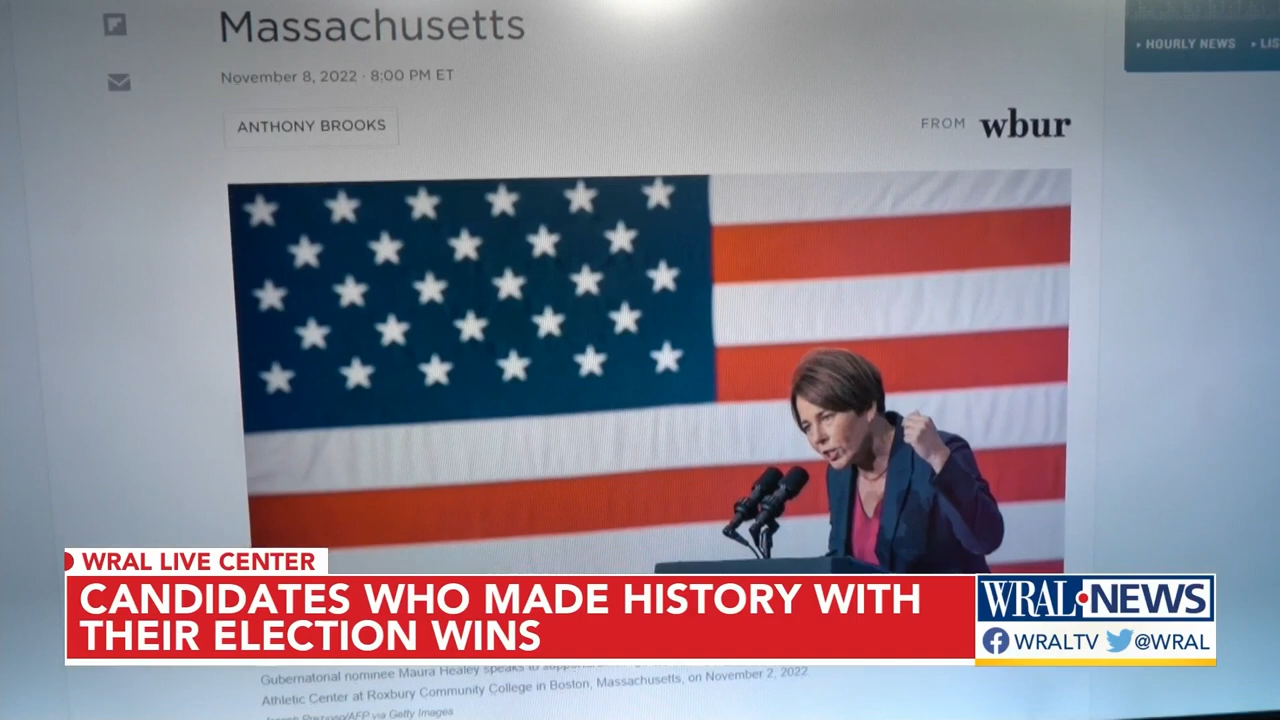 Massachusetts
November 8, 2022 · 8:00 PM ET
▸ HOURLY NEWS ▸ LIS
ANTHONY BROOKS
FROM wbur
WRAL LIVE CENTER
CANDIDATES WHO MADE HISTORY WITH
THEIR ELECTION WINS
WRAL•NEWS
WRALTV @WRAL
Gubernatorial nominee Maura Healey speaks to
Athletic Center at Roxbury Community College in Boston, Massachusetts, on November 2, 2022
/AFP via Getty Images